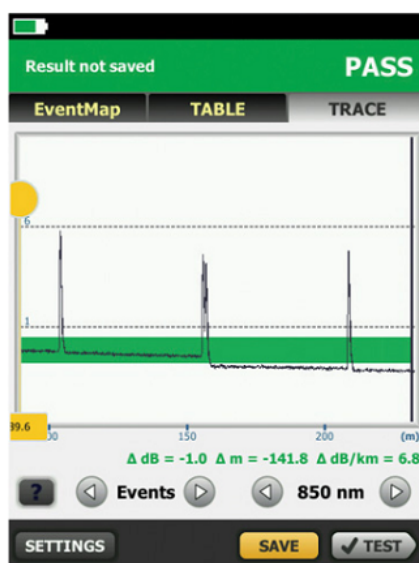 Result not saved
PASS
EventMap
TABLE
TRACE
6
1
89.6
100
150
200
(m)
Δ dB = -1.0 Δ m = -141.8 Δ dB/km = 6.8
?
Events
850 nm
SETTINGS
SAVE
TEST